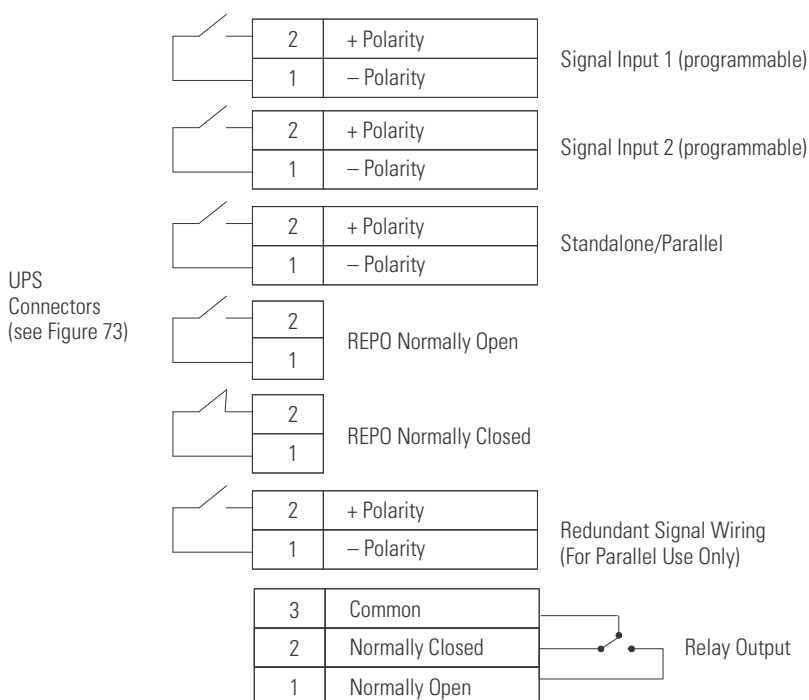 2 + Polarity
1 – Polarity
Signal Input 1 (programmable)
2 + Polarity
1 – Polarity
Signal Input 2 (programmable)
2 + Polarity
1 – Polarity
Standalone/Parallel
UPS
Connectors
(see Figure 73)
2
1
REPO Normally Open
2
1
REPO Normally Closed
2 + Polarity
1 – Polarity
Redundant Signal Wiring
(For Parallel Use Only)
3 Common
2 Normally Closed
1 Normally Open
Relay Output